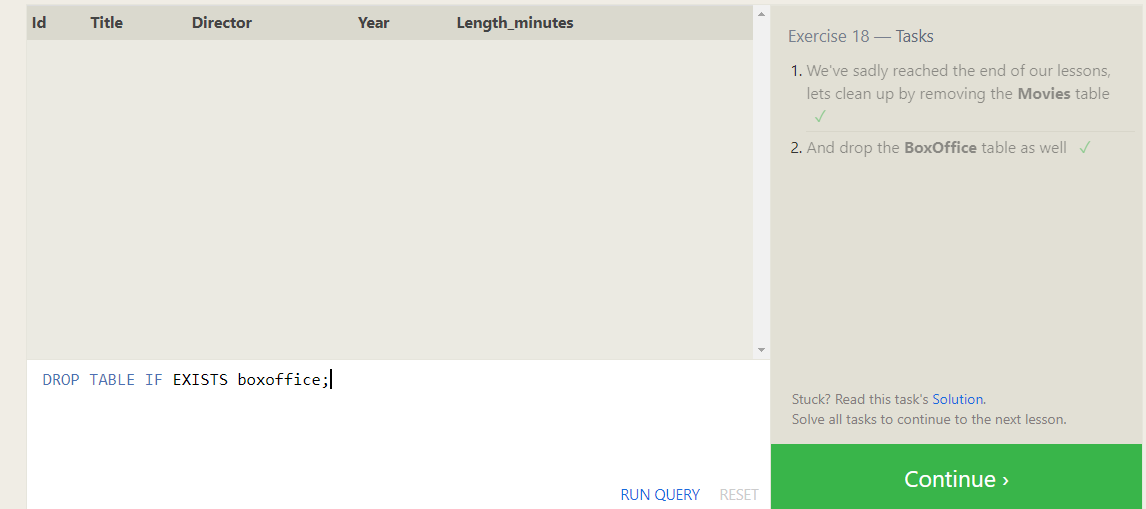 Id Title Director Year Length_minutes
DROP TABLE IF EXISTS boxoffice;
RUN QUERY RESET
Exercise 18 — Tasks
1. We've sadly reached the end of our lessons,
lets clean up by removing the Movies table
✓
2. And drop the BoxOffice table as well ✓
Stuck? Read this task's Solution.
Solve all tasks to continue to the next lesson.
Continue ›